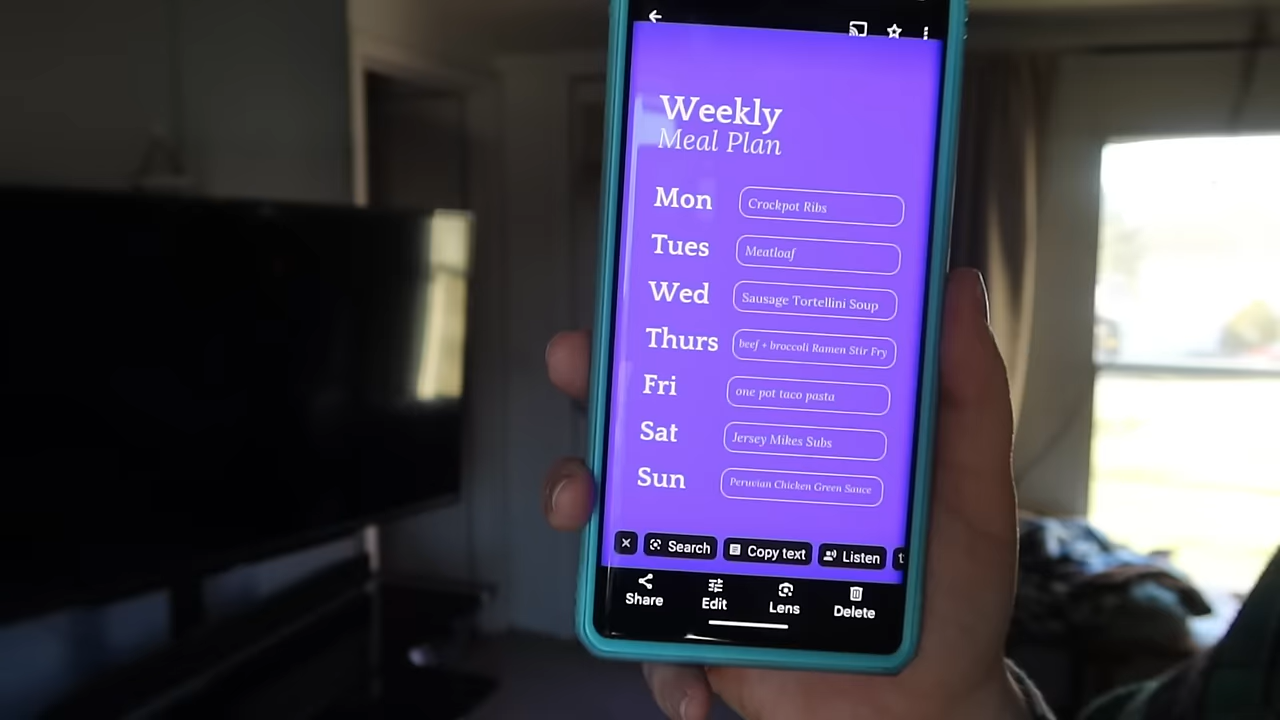 Weekly
Meal Plan
Mon Crockpot Ribs
Tues Meatloaf
Wed Sausage Tortellini Soup
Thurs beef + broccoli Ramen Stir Fry
Fri one pot taco pasta
Sat Jersey Mikes Subs
Sun Peruvian Chicken Green Sauce
Search Copy text Listen
Share Edit Lens Delete